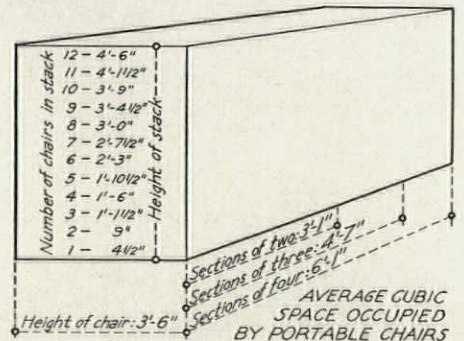 Number of chairs in stack
12 – 4'-6"
11 – 4'-1½"
10 – 3'-9"
9 – 3'-4½"
8 – 3'-0"
7 – 2'-7½"
6 – 2'-3"
5 – 1'-10½"
4 – 1'-6"
3 – 1'-1½"
2 – 9"
1 – 4½"
Height of stack
Sections of two: 3'-1"
Sections of three: 4'-7"
Sections of four: 6'-1"
Height of chair: 3'-6"
AVERAGE CUBIC
SPACE OCCUPIED
BY PORTABLE CHAIRS